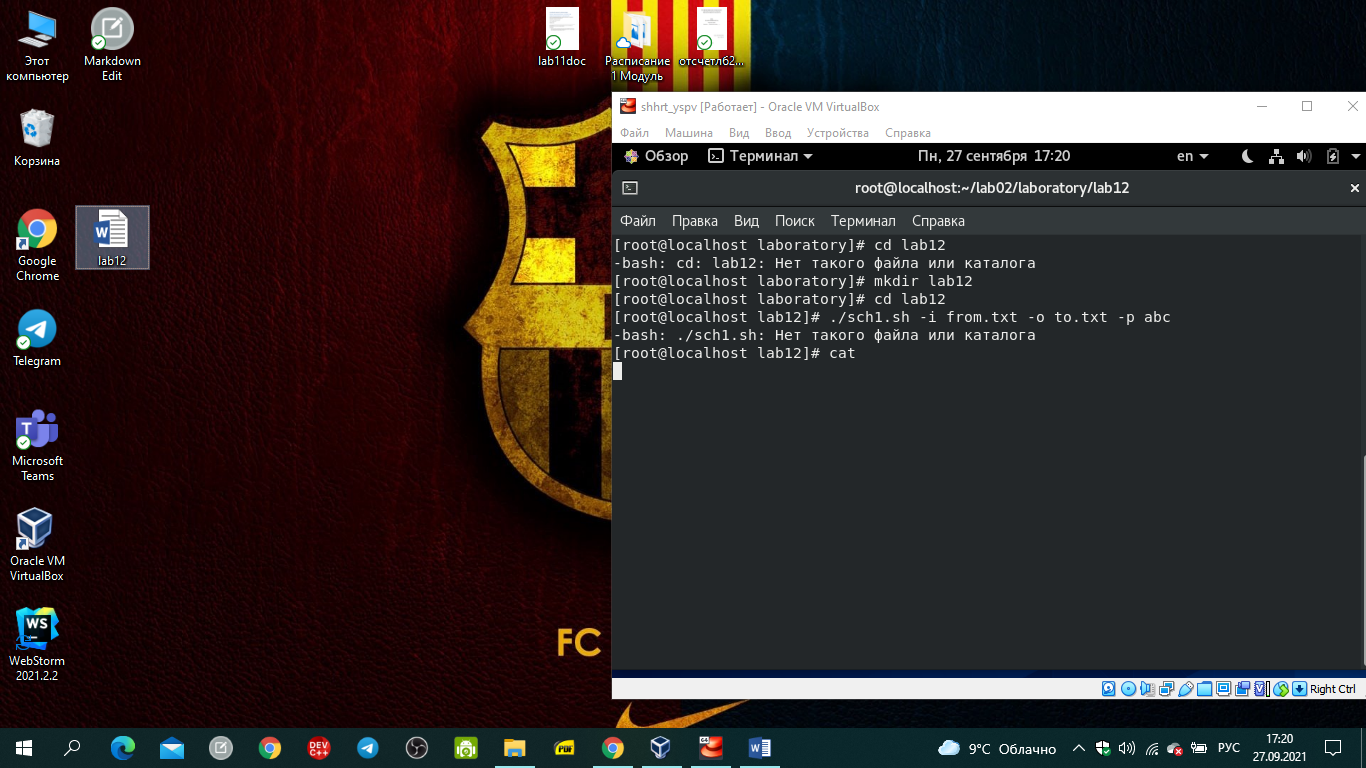 Этот
компьютер
Markdown
Edit
lab11doc
Расписание
1 Модуль
отсчетлб2...
Корзина
Google
Chrome
lab12
Telegram
Microsoft
Teams
Oracle VM
VirtualBox
WS
WebStorm
2021.2.2
FC
shhrt_yspv [Работает] - Oracle VM VirtualBox
Файл Машина Вид Ввод Устройства Справка
Обзор Терминал Пн, 27 сентября 17:20 en
root@localhost:~/lab02/laboratory/lab12
Файл Правка Вид Поиск Терминал Справка
[root@localhost laboratory]# cd lab12
-bash: cd: lab12: Нет такого файла или каталога
[root@localhost laboratory]# mkdir lab12
[root@localhost laboratory]# cd lab12
[root@localhost lab12]# ./sch1.sh -i from.txt -o to.txt -p abc
-bash: ./sch1.sh: Нет такого файла или каталога
[root@localhost lab12]# cat
Right Ctrl
DEV C++
PDF
9°C Облачно
РУС
17:20
27.09.2021